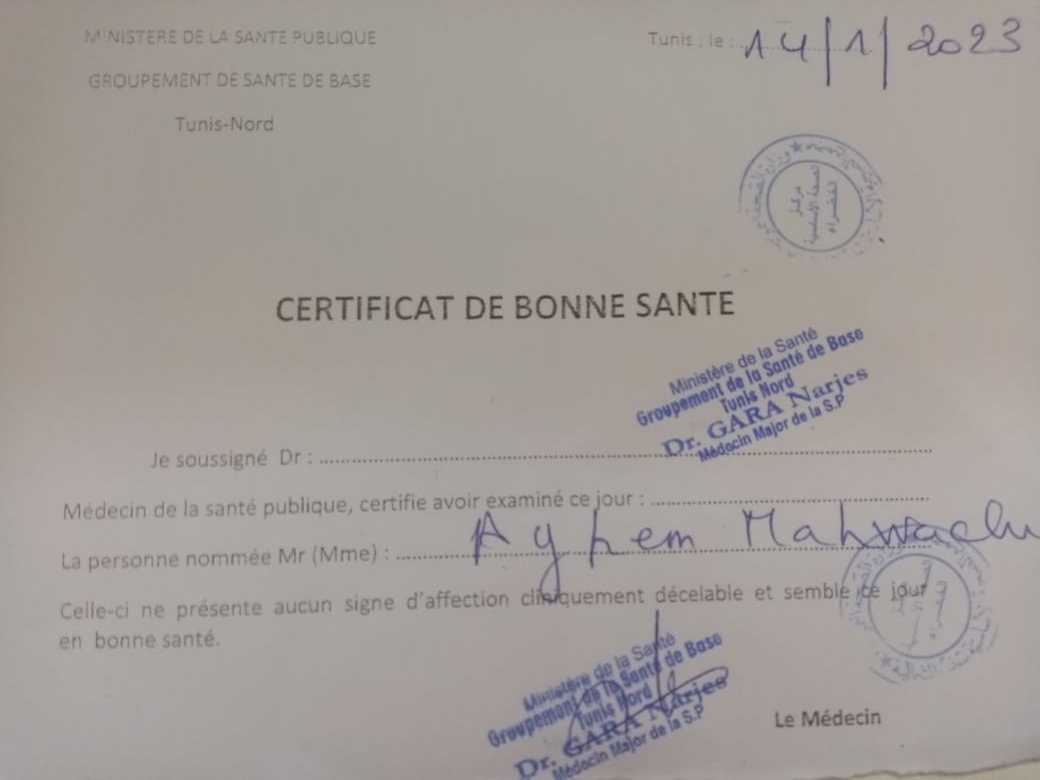 MINISTERE DE LA SANTE PUBLIQUE
Tunis : le : 14/1/2023
GROUPEMENT DE SANTE DE BASE
Tunis-Nord
مركز
الصحة الأساسية
الخضراء
CERTIFICAT DE BONNE SANTE
Ministère de la Santé
Groupement de la Santé de Base
Tunis Nord
Dr. GARA Narjes
Médecin Major de la S.P
Je soussigné Dr :
Médecin de la santé publique, certifie avoir examiné ce jour :
La personne nommée Mr (Mme) : Ayhem
Celle-ci ne présente aucun signe d'affection cliniquement décelable et semble ce jour
en bonne santé.
Ministère de la Santé
Groupement de la Santé de Base
Tunis Nord
Dr. GARA Narjes
Médecin Major de la S.P
Le Médecin